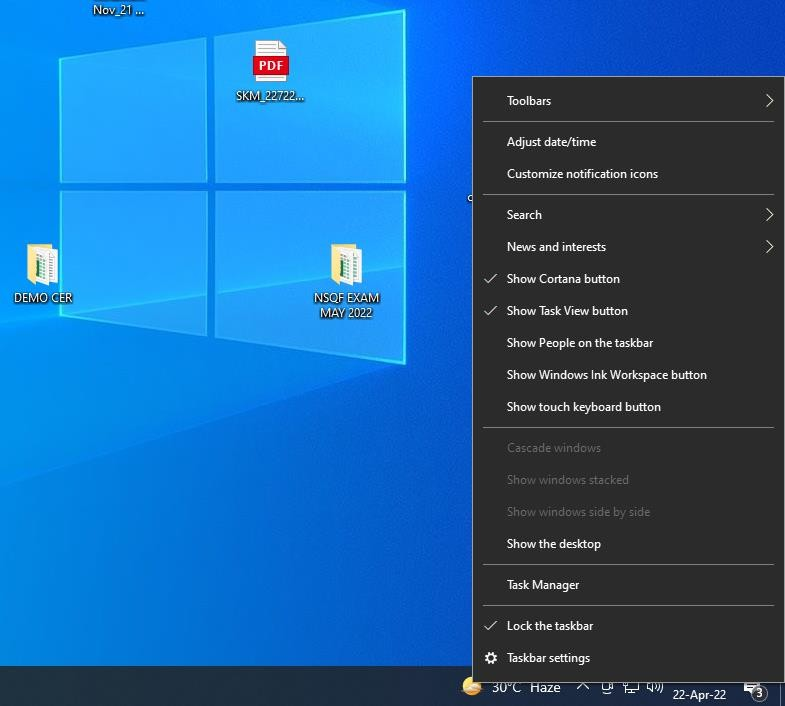 Nov_21 ...
PDF
SKM_22722...
DEMO CER
NSQF EXAM
MAY 2022
Toolbars
Adjust date/time
Customize notification icons
Search
News and interests
Show Cortana button
Show Task View button
Show People on the taskbar
Show Windows Ink Workspace button
Show touch keyboard button
Cascade windows
Show windows stacked
Show windows side by side
Show the desktop
Task Manager
Lock the taskbar
Taskbar settings
30°C Haze
22-Apr-22
3